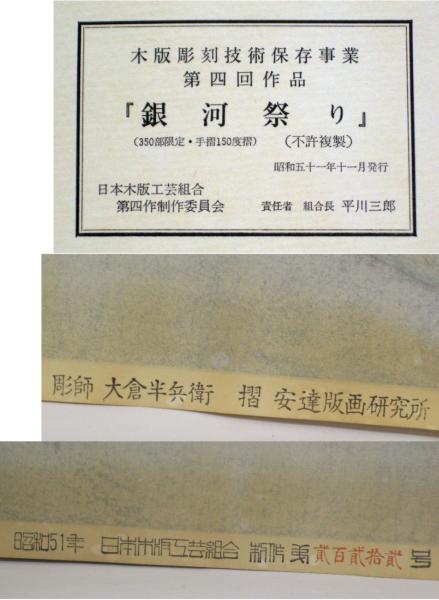 木版彫刻技術保存事業
第四回作品
『銀河祭り』
(350部限定・手摺150度摺) (不許複製)
昭和五十一年十一月発行
日本木版工芸組合
第四作制作委員会 責任者 組合長 平川三郎
彫師 大倉半兵衛 摺 安達版画研究所
昭和51年 日本木版工芸組合 制作 第 貳百貳拾貳 号